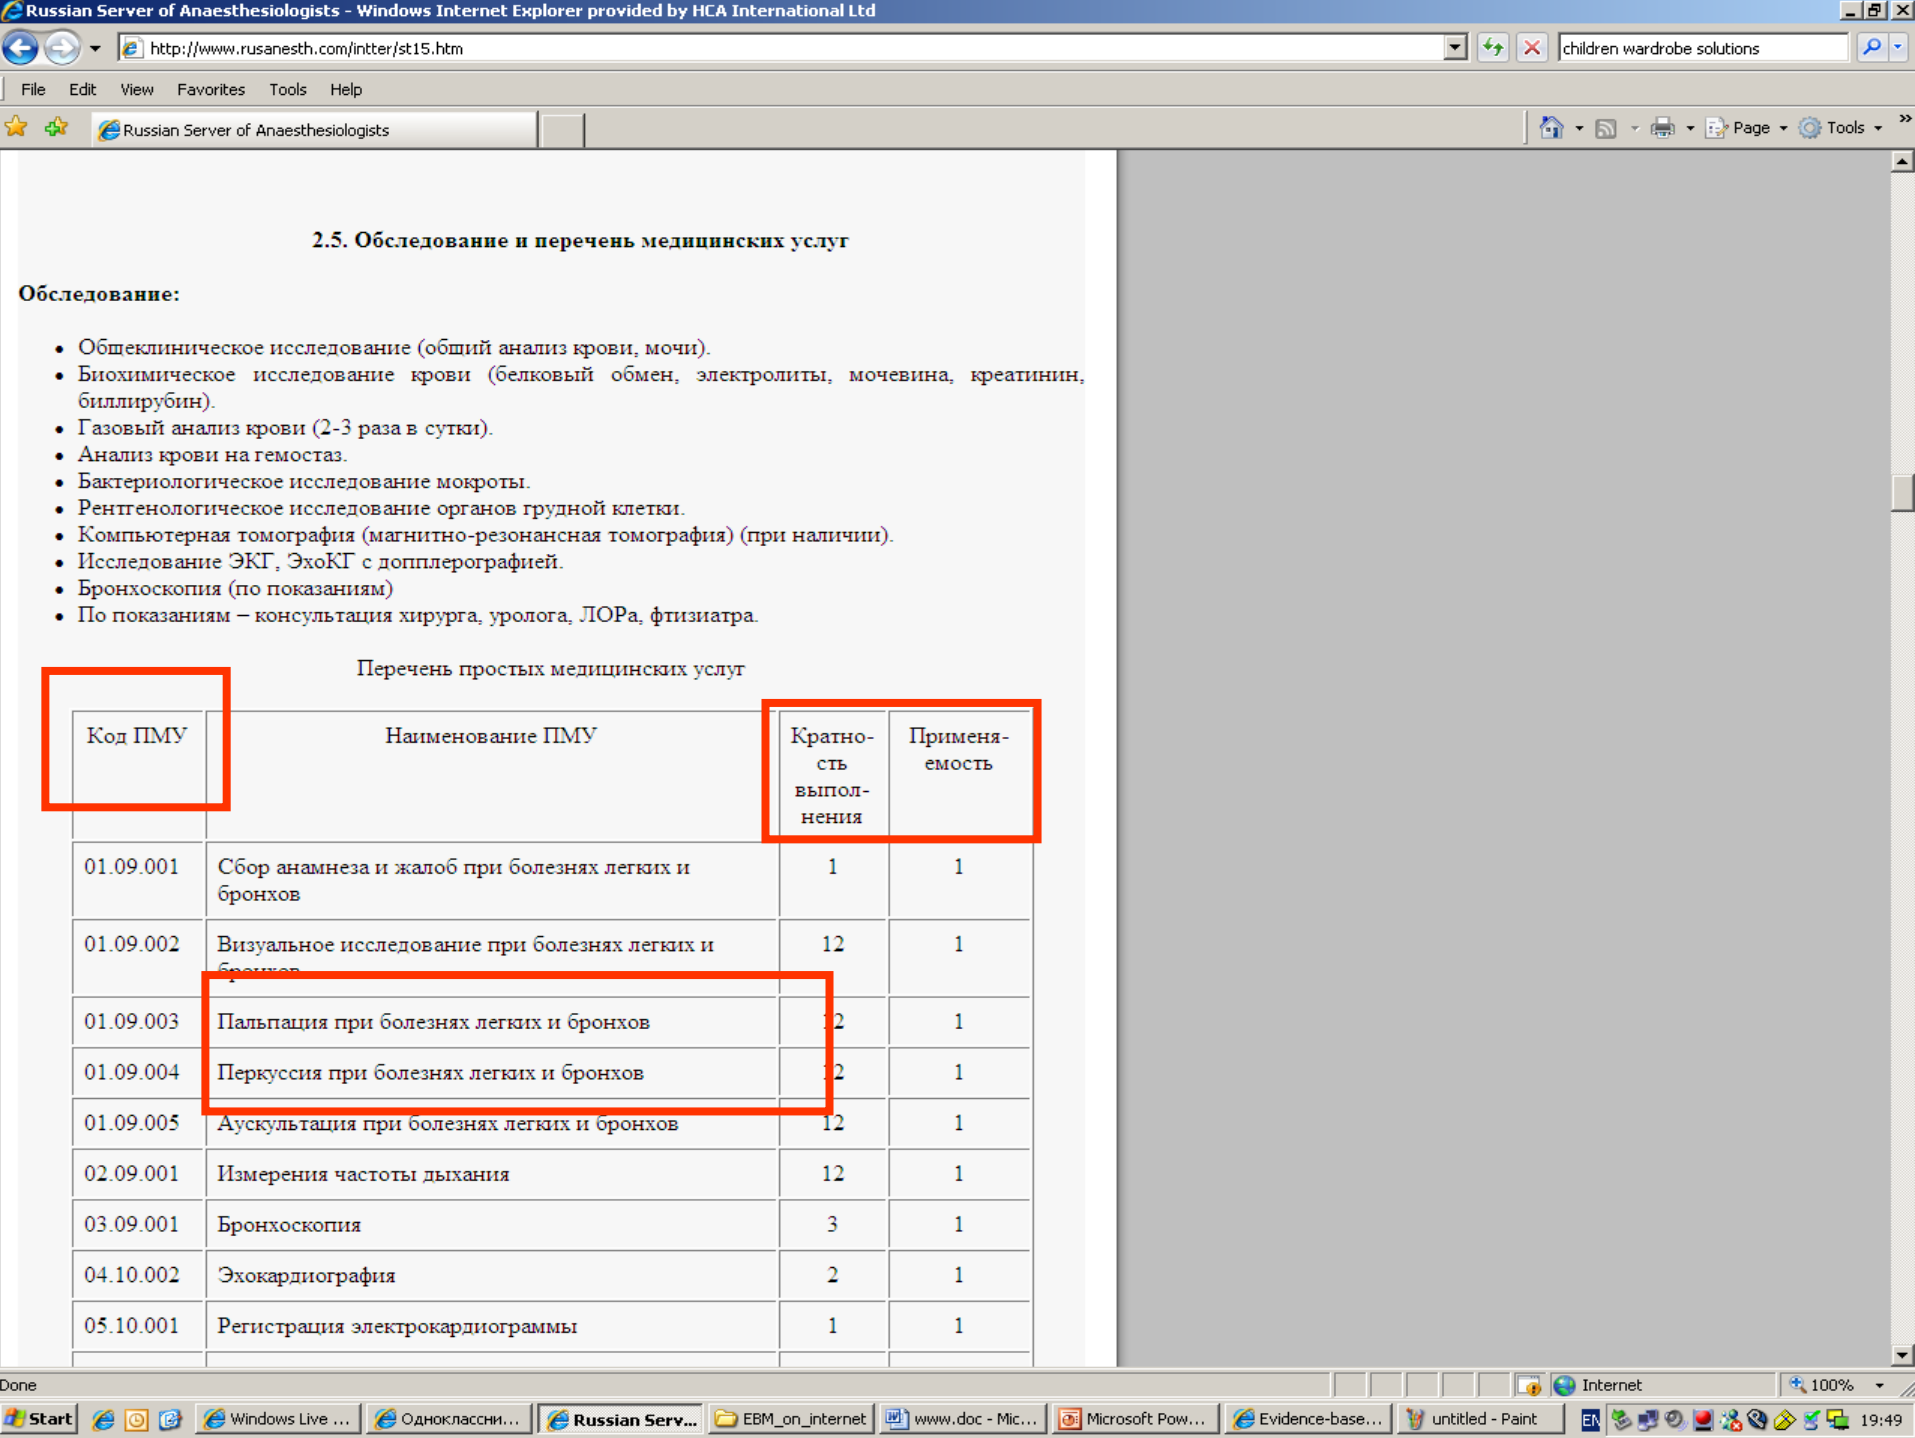 Russian Server of Anaesthesiologists - Windows Internet Explorer provided by HCA International Ltd
http://www.rusanesth.com/intter/st15.htm
children wardrobe solutions
File Edit View Favorites Tools Help
Russian Server of Anaesthesiologists
Page Tools »
2.5. Обследование и перечень медицинских услуг
Обследование:
• Общеклиническое исследование (общий анализ крови, мочи).
• Биохимическое исследование крови (белковый обмен, электролиты, мочевина, креатинин,
биллирубин).
• Газовый анализ крови (2-3 раза в сутки).
• Анализ крови на гемостаз.
• Бактериологическое исследование мокроты.
• Рентгенологическое исследование органов грудной клетки.
• Компьютерная томография (магнитно-резонансная томография) (при наличии).
• Исследование ЭКГ, ЭхоКГ с допплерографией.
• Бронхоскопия (по показаниям)
• По показаниям – консультация хирурга, уролога, ЛОРа, фтизиатра.
Перечень простых медицинских услуг
Код ПМУ Наименование ПМУ Кратно- Применя-
сть емость
выпол-
нения
01.09.001 Сбор анамнеза и жалоб при болезнях легких и 1 1
бронхов
01.09.002 Визуальное исследование при болезнях легких и 12 1
бронхов
01.09.003 Пальпация при болезнях легких и бронхов 12 1
01.09.004 Перкуссия при болезнях легких и бронхов 12 1
01.09.005 Аускультация при болезнях легких и бронхов 12 1
02.09.001 Измерения частоты дыхания 12 1
03.09.001 Бронхоскопия 3 1
04.10.002 Эхокардиография 2 1
05.10.001 Регистрация электрокардиограммы 1 1
Done Internet 100%
Start Windows Live ... Одноклассни... Russian Serv... EBM_on_internet www.doc - Mic... Microsoft Pow... Evidence-base... untitled - Paint EN 19:49